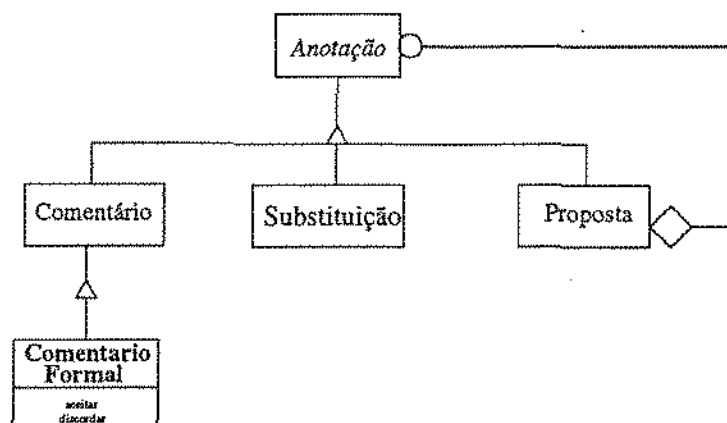 Anotação
Comentário
Substituição
Proposta
Comentario
Formal
aceitar
discordar